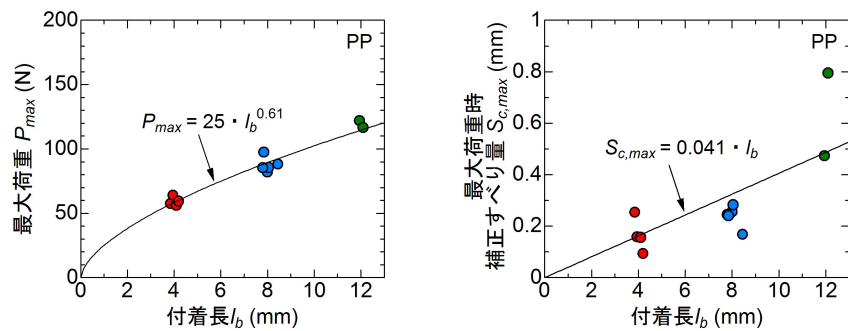 200
150
100
50
0
最大荷重 P_max (N)
PP
P_max = 25・l_b^0.61
0 2 4 6 8 10 12
付着長l_b (mm)
1
0.8
0.6
0.4
0.2
0
最大荷重時
補正すべり量 S_c,max (mm)
PP
S_c,max = 0.041・l_b
0 2 4 6 8 10 12
付着長l_b (mm)